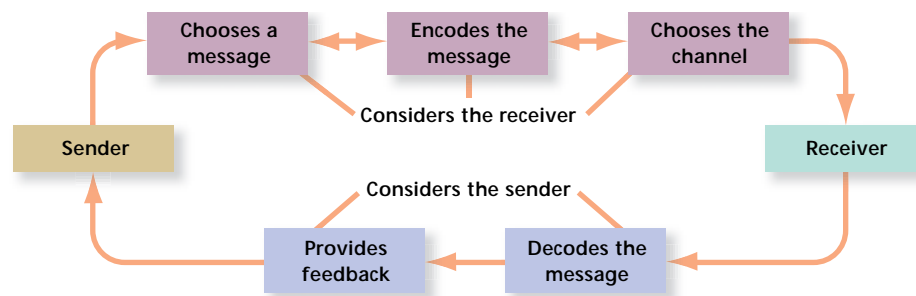 Chooses a
message
Encodes the
message
Chooses the
channel
Considers the receiver
Sender
Receiver
Considers the sender
Provides
feedback
Decodes the
message